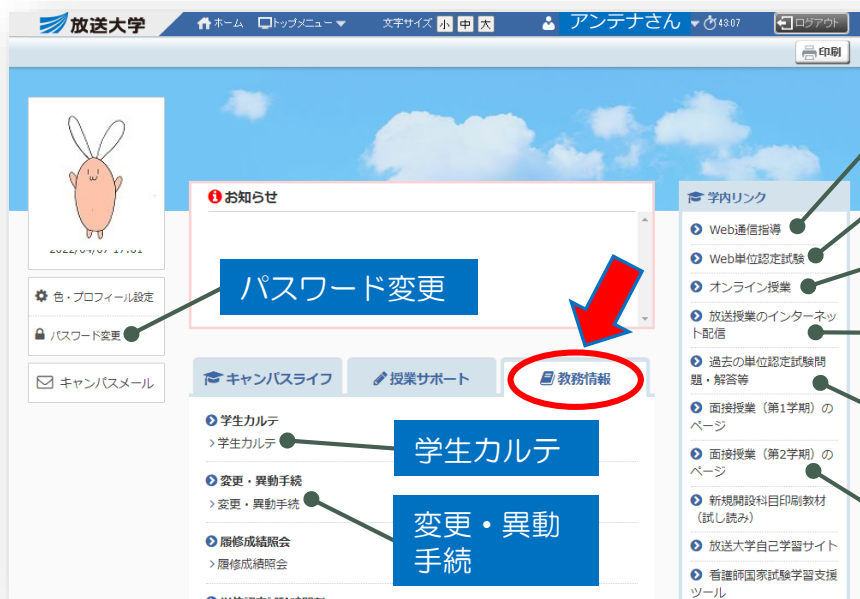 放送大学
ホーム トップメニュー
文字サイズ 小 中 大
アンテナさん
43:07
ログアウト
印刷
2022/04/07 17:01
色・プロフィール設定
パスワード変更
キャンパスメール
お知らせ
パスワード変更
キャンパスライフ
授業サポート
教務情報
学生カルテ
学生カルテ
学生カルテ
変更・異動手続
変更・異動手続
変更・異動
手続
履修成績照会
履修成績照会
学内リンク
Web通信指導
Web単位認定試験
オンライン授業
放送授業のインターネッ
ト配信
過去の単位認定試験問
題・解答等
面接授業（第1学期）の
ページ
面接授業（第2学期）の
ページ
新規開設科目印刷教材
（試し読み）
放送大学自己学習サイト
看護師国家試験学習支援
ツール